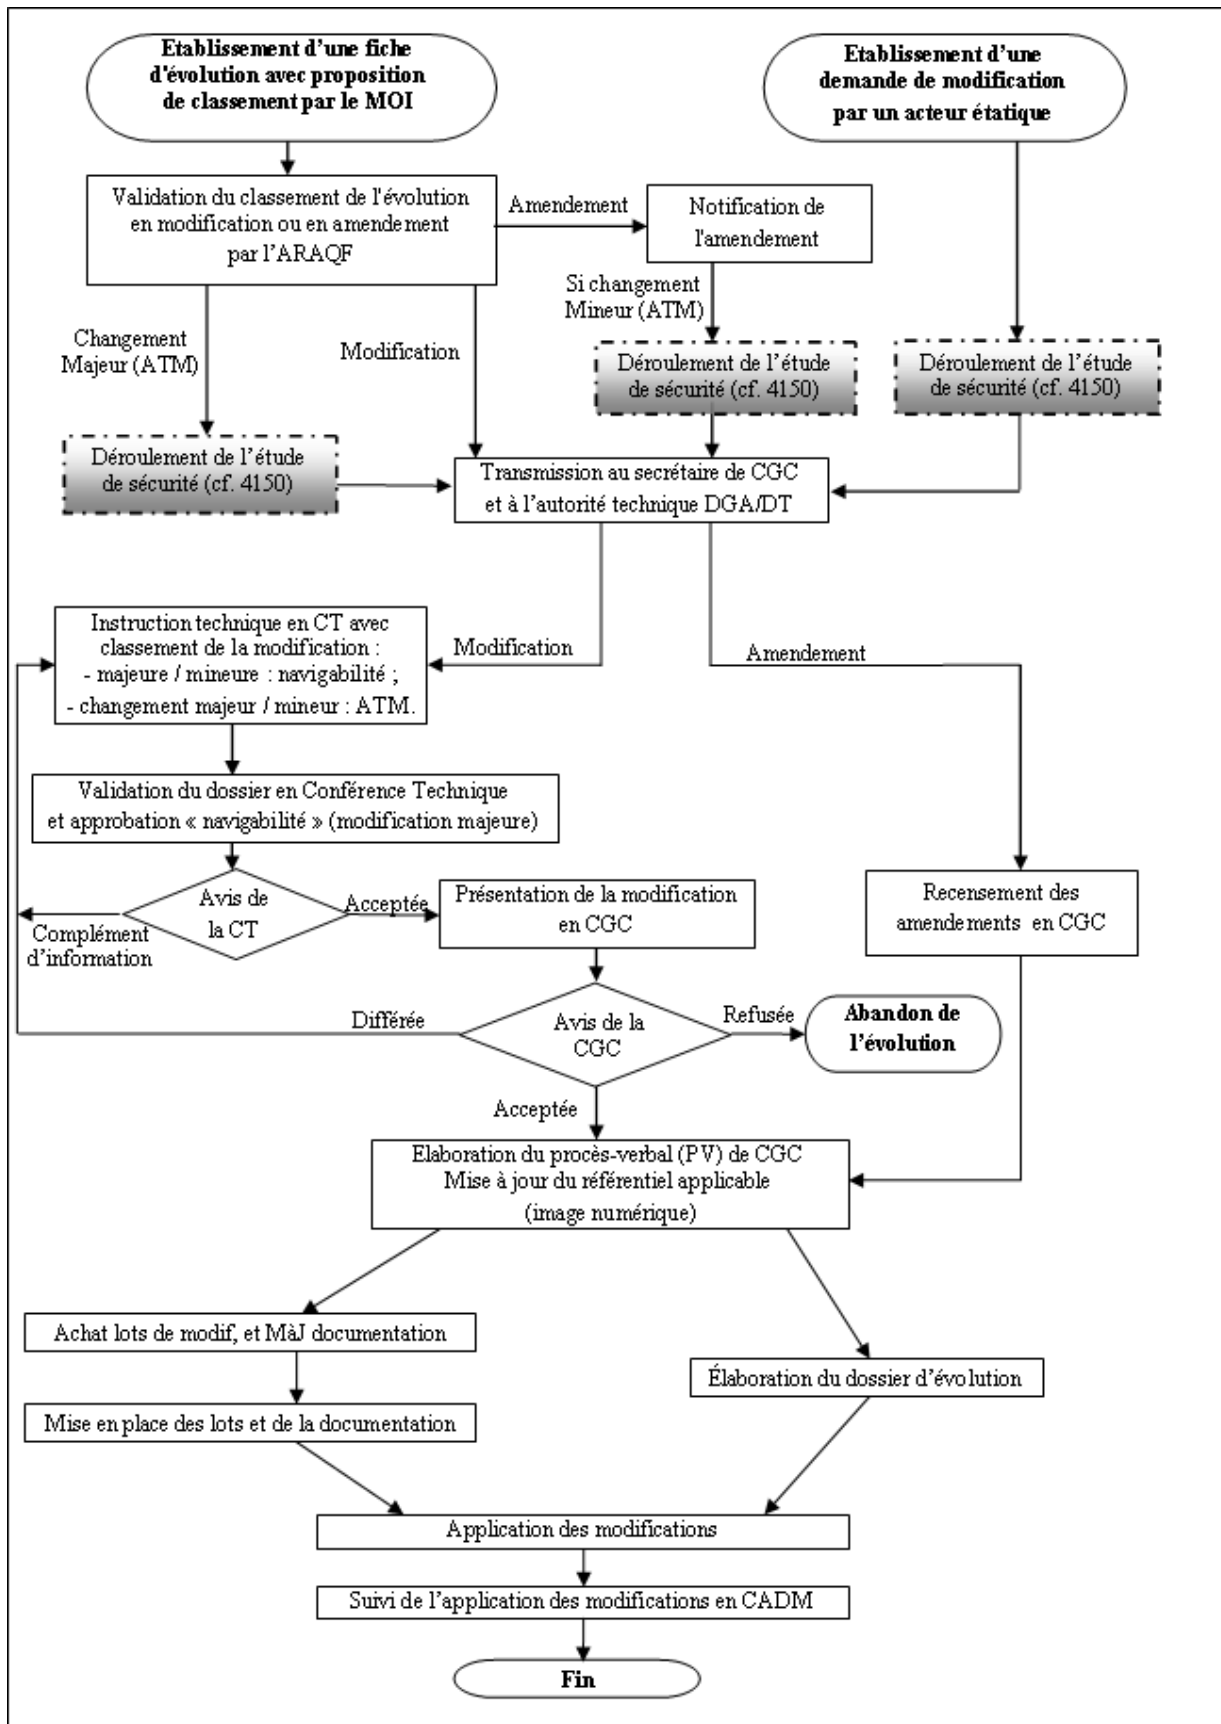 Etablissement d'une fiche
d'évolution avec proposition
de classement par le MOI
Etablissement d'une
demande de modification
par un acteur étatique
Validation du classement de l'évolution
en modification ou en amendement
par l'ARAQF
Amendement
Notification de
l'amendement
Si changement
Mineur (ATM)
Changement
Majeur (ATM)
Modification
Déroulement de l'étude
de sécurité (cf. 4150)
Déroulement de l'étude
de sécurité (cf. 4150)
Déroulement de l'étude
de sécurité (cf. 4150)
Transmission au secrétaire de CGC
et à l'autorité technique DGA/DT
Instruction technique en CT avec
classement de la modification :
- majeure / mineure : navigabilité ;
- changement majeur / mineur : ATM.
Modification
Amendement
Validation du dossier en Conférence Technique
et approbation « navigabilité » (modification majeure)
Avis de
la CT
Acceptée
Complément
d'information
Présentation de la modification
en CGC
Recensement des
amendements en CGC
Différée
Avis de la
CGC
Refusée
Abandon de
l'évolution
Acceptée
Elaboration du procès-verbal (PV) de CGC
Mise à jour du référentiel applicable
(image numérique)
Achat lots de modif, et MàJ documentation
Élaboration du dossier d'évolution
Mise en place des lots et de la documentation
Application des modifications
Suivi de l'application des modifications en CADM
Fin